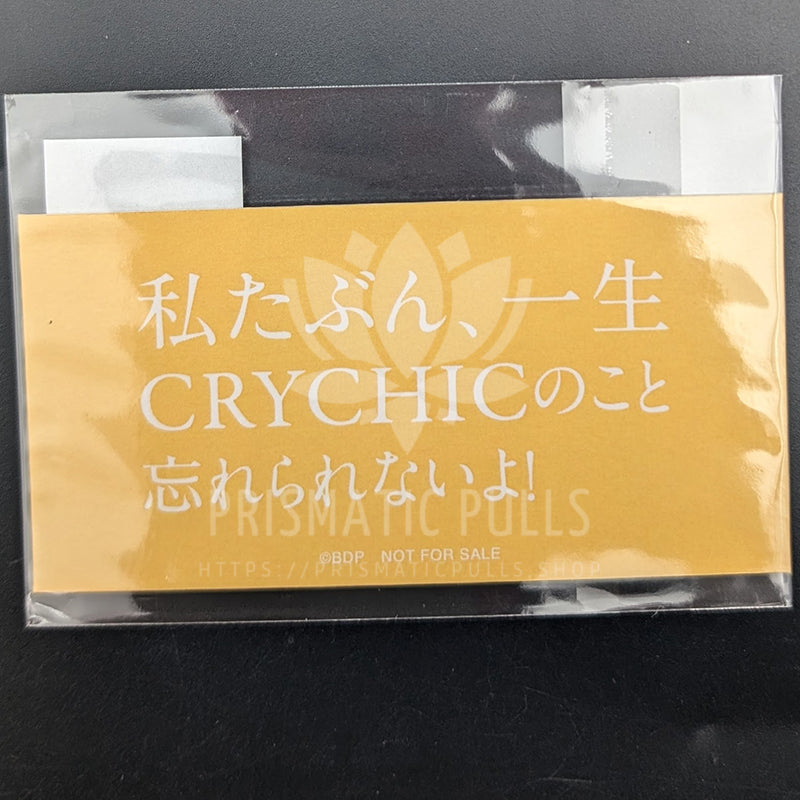 私たぶん、一生
CRYCHICのこと
忘れられないよ!
PRISMATIC PULLS
©BDP NOT FOR SALE
HTTPS://PRISMATICPULLS.SHOP